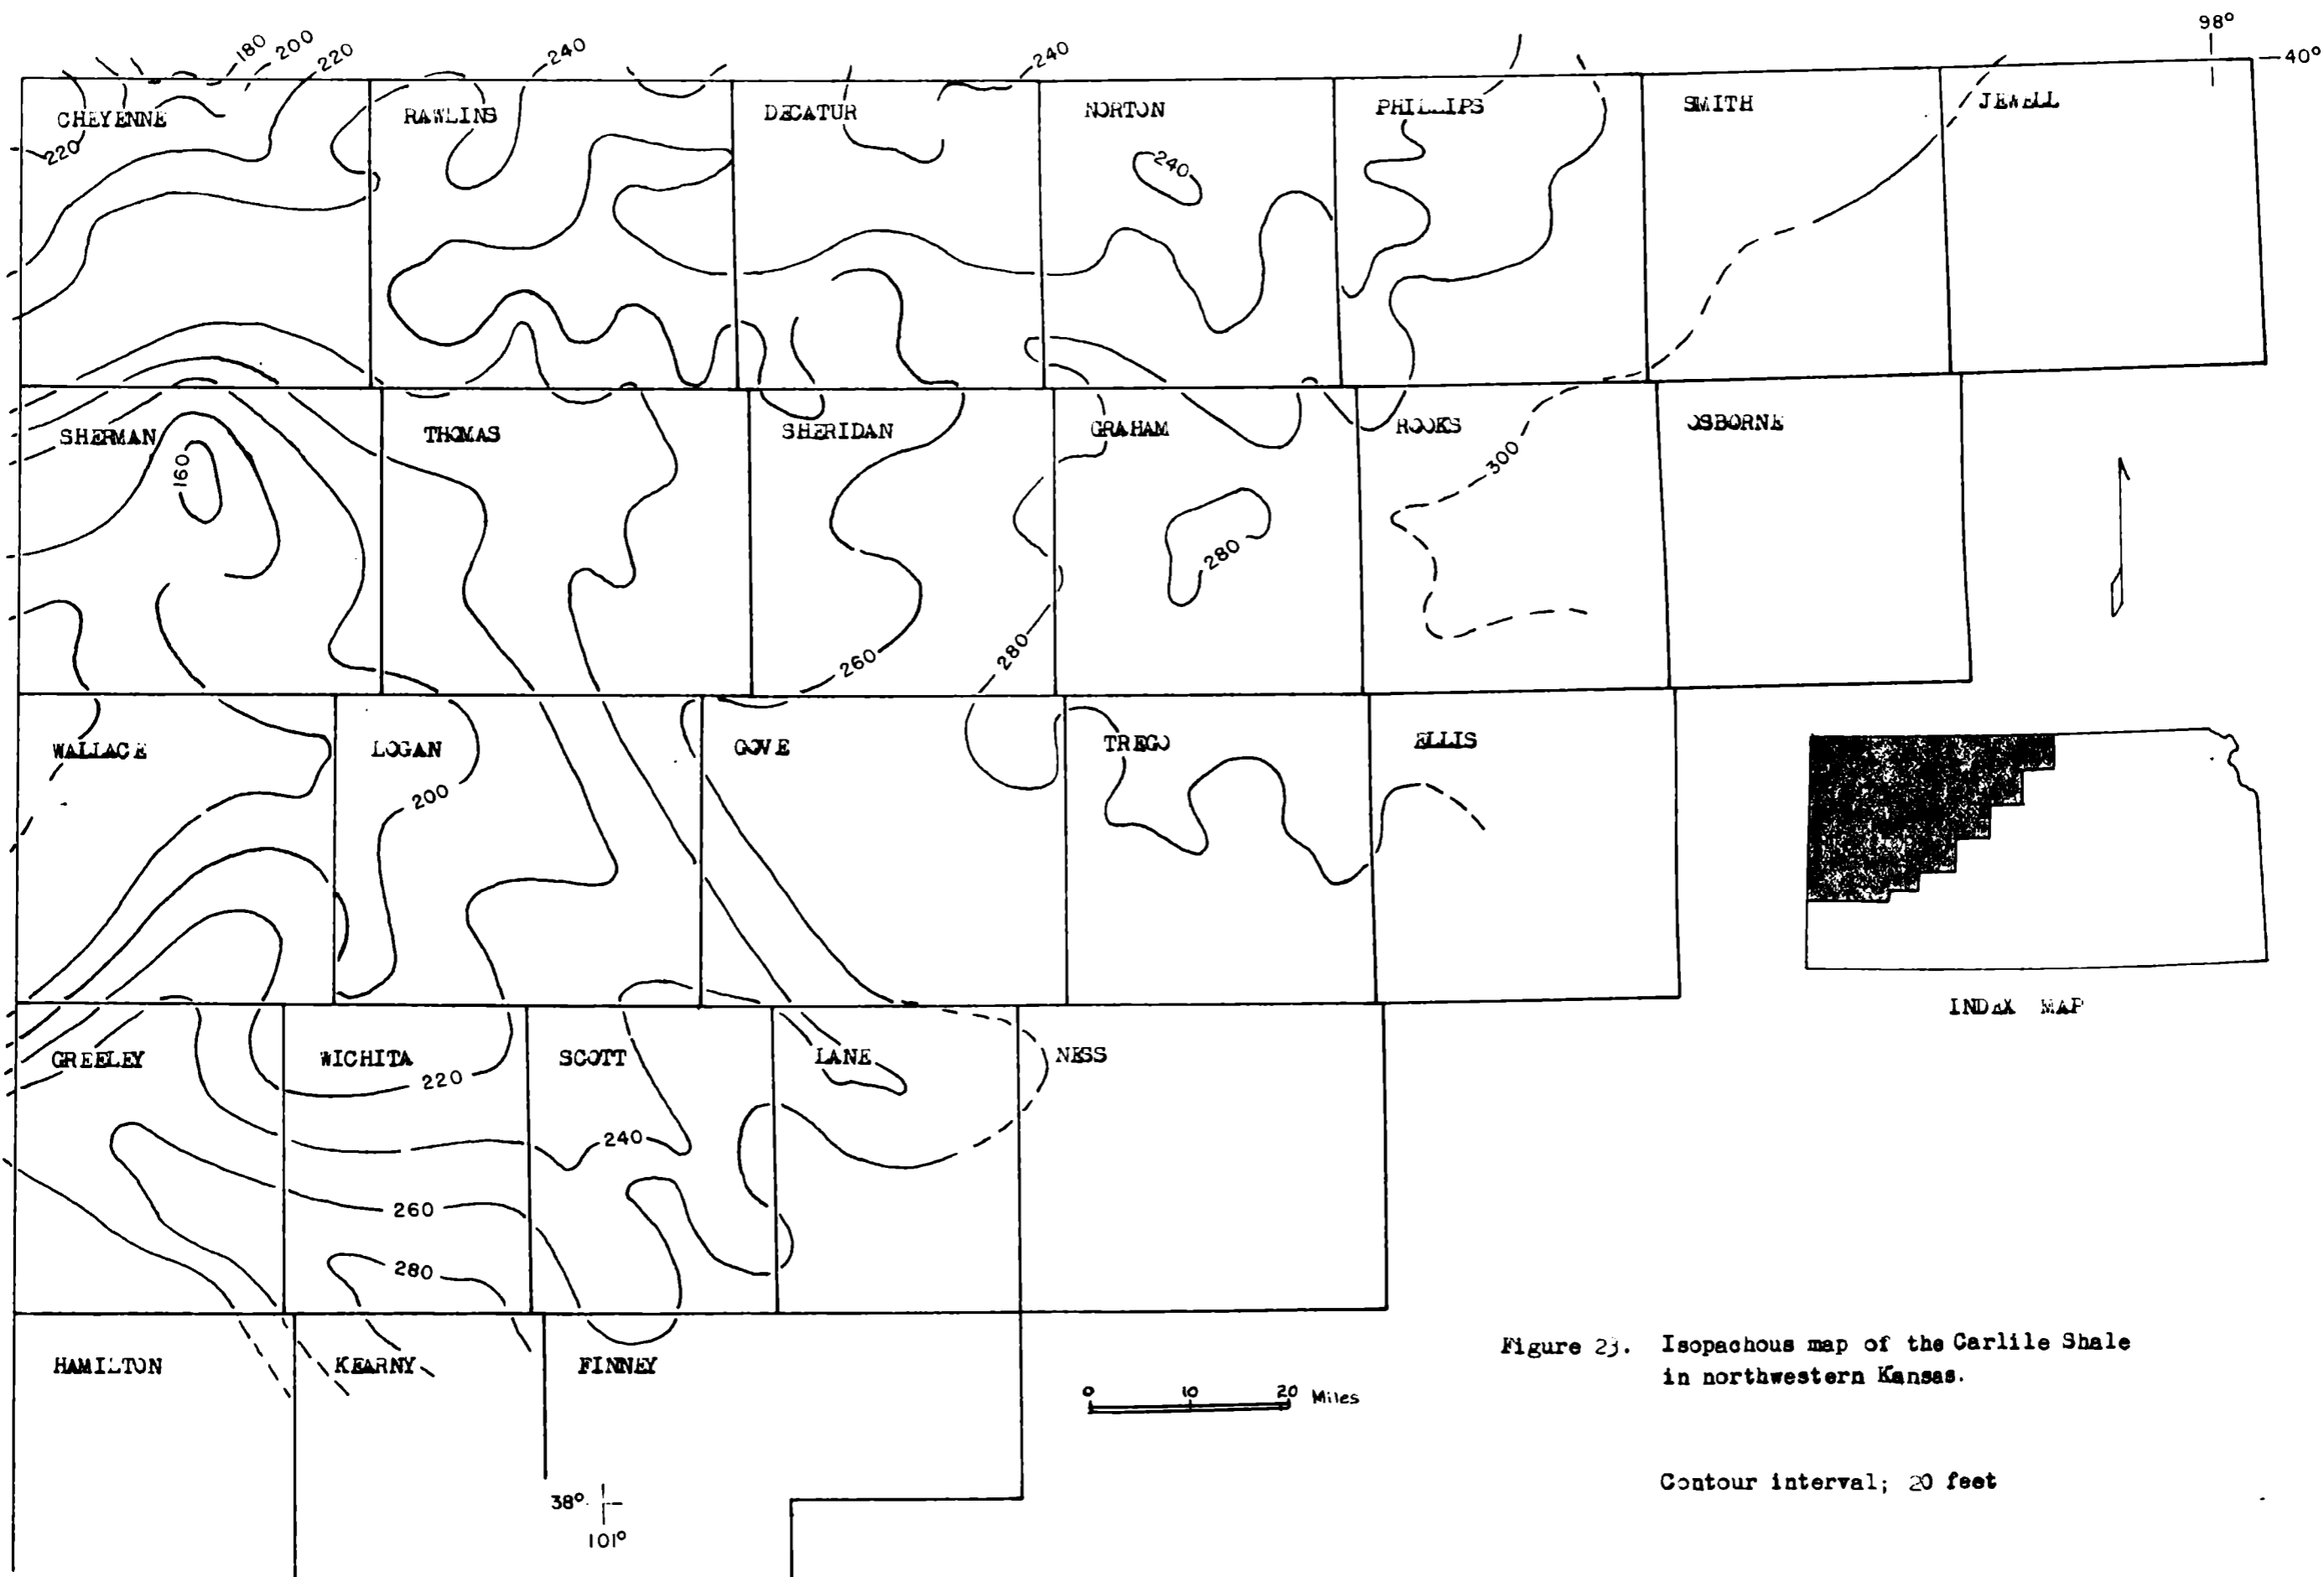 98°
40°
180
200
220
240
240
CHEYENNE
RAWLINS
DECATUR
NORTON
PHILLIPS
SMITH
JEWELL
220
240
SHERMAN
THOMAS
SHERIDAN
GRAHAM
ROOKS
OSBORNE
160
300
280
280
260
WALLACE
LOGAN
GOVE
TREGO
ELLIS
200
INDEX MAP
GREELEY
WICHITA
SCOTT
LANE
NESS
220
240
260
280
HAMILTON
KEARNY
FINNEY
Figure 23. Isopachous map of the Carlile Shale
in northwestern Kansas.
0 10 20 Miles
Contour interval; 20 feet
38°
101°